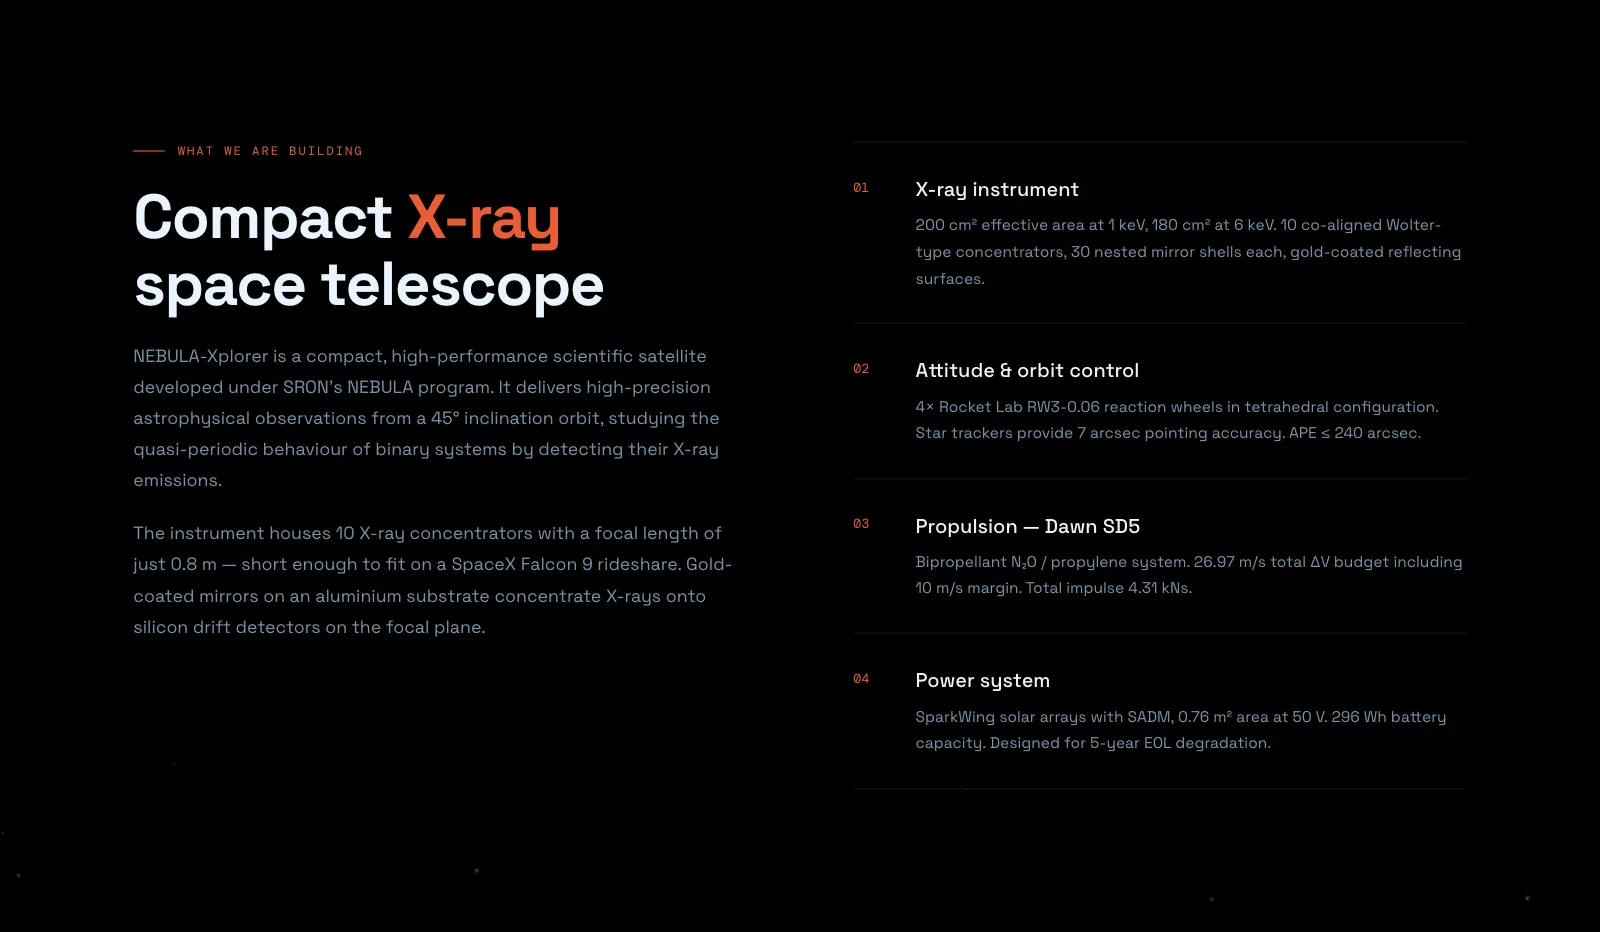 WHAT WE ARE BUILDING
Compact X-ray
space telescope
NEBULA-Xplorer is a compact, high-performance scientific satellite
developed under SRON's NEBULA program. It delivers high-precision
astrophysical observations from a 45° inclination orbit, studying the
quasi-periodic behaviour of binary systems by detecting their X-ray
emissions.
The instrument houses 10 X-ray concentrators with a focal length of
just 0.8 m — short enough to fit on a SpaceX Falcon 9 rideshare. Gold-
coated mirrors on an aluminium substrate concentrate X-rays onto
silicon drift detectors on the focal plane.
01
X-ray instrument
200 cm² effective area at 1 keV, 180 cm² at 6 keV. 10 co-aligned Wolter-
type concentrators, 30 nested mirror shells each, gold-coated reflecting
surfaces.
02
Attitude & orbit control
4× Rocket Lab RW3-0.06 reaction wheels in tetrahedral configuration.
Star trackers provide 7 arcsec pointing accuracy. APE ≤ 240 arcsec.
03
Propulsion — Dawn SD5
Bipropellant N₂O / propylene system. 26.97 m/s total ΔV budget including
10 m/s margin. Total impulse 4.31 kNs.
04
Power system
SparkWing solar arrays with SADM, 0.76 m² area at 50 V. 296 Wh battery
capacity. Designed for 5-year EOL degradation.